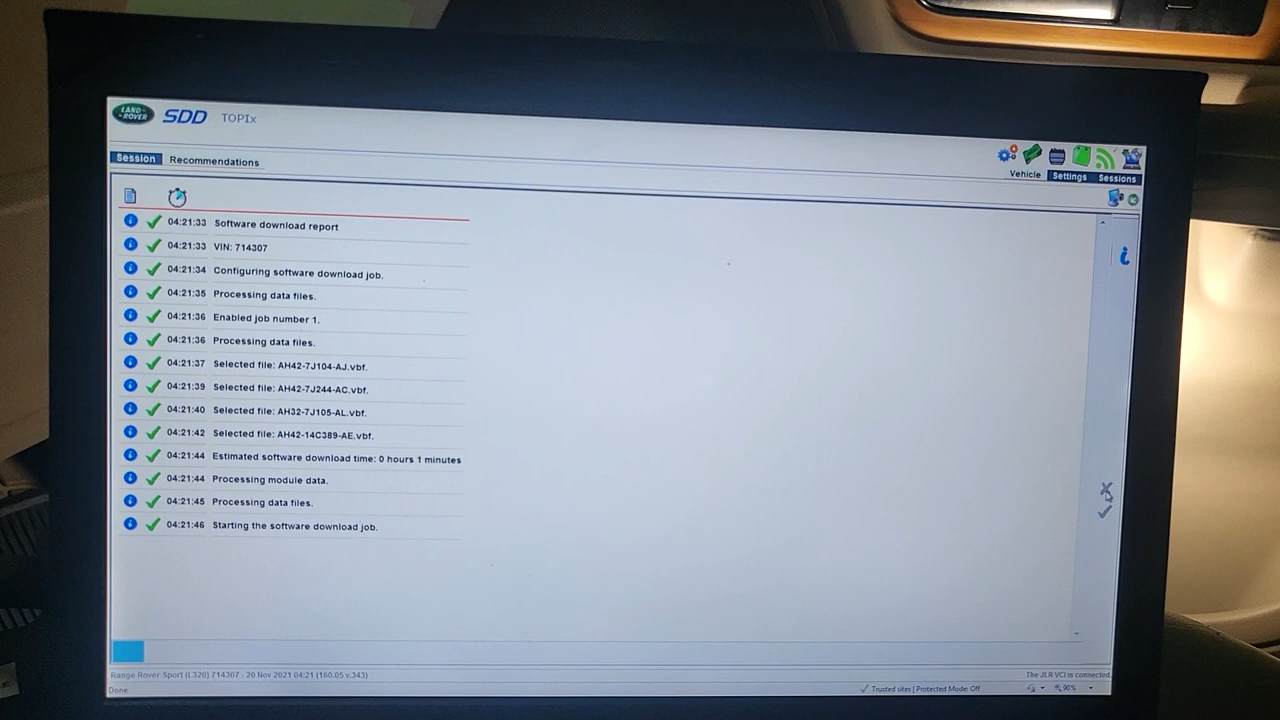 LAND-
-ROVER
SDD TOPIx
Session Recommendations
Vehicle Settings Sessions
04:21:33 Software download report
04:21:33 VIN: 714307
04:21:34 Configuring software download job.
04:21:35 Processing data files.
04:21:36 Enabled job number 1.
04:21:36 Processing data files.
04:21:37 Selected file: AH42-7J104-AJ.vbf.
04:21:39 Selected file: AH42-7J244-AC.vbf.
04:21:40 Selected file: AH32-7J105-AL.vbf.
04:21:42 Selected file: AH42-14C389-AE.vbf.
04:21:44 Estimated software download time: 0 hours 1 minutes
04:21:44 Processing module data.
04:21:45 Processing data files.
04:21:46 Starting the software download job.
Range Rover Sport (L320) 714307 - 20 Nov 2021 04:21 (160.05 v.343) The JLR VCI is connected.
Done Trusted sites | Protected Mode: Off 90%